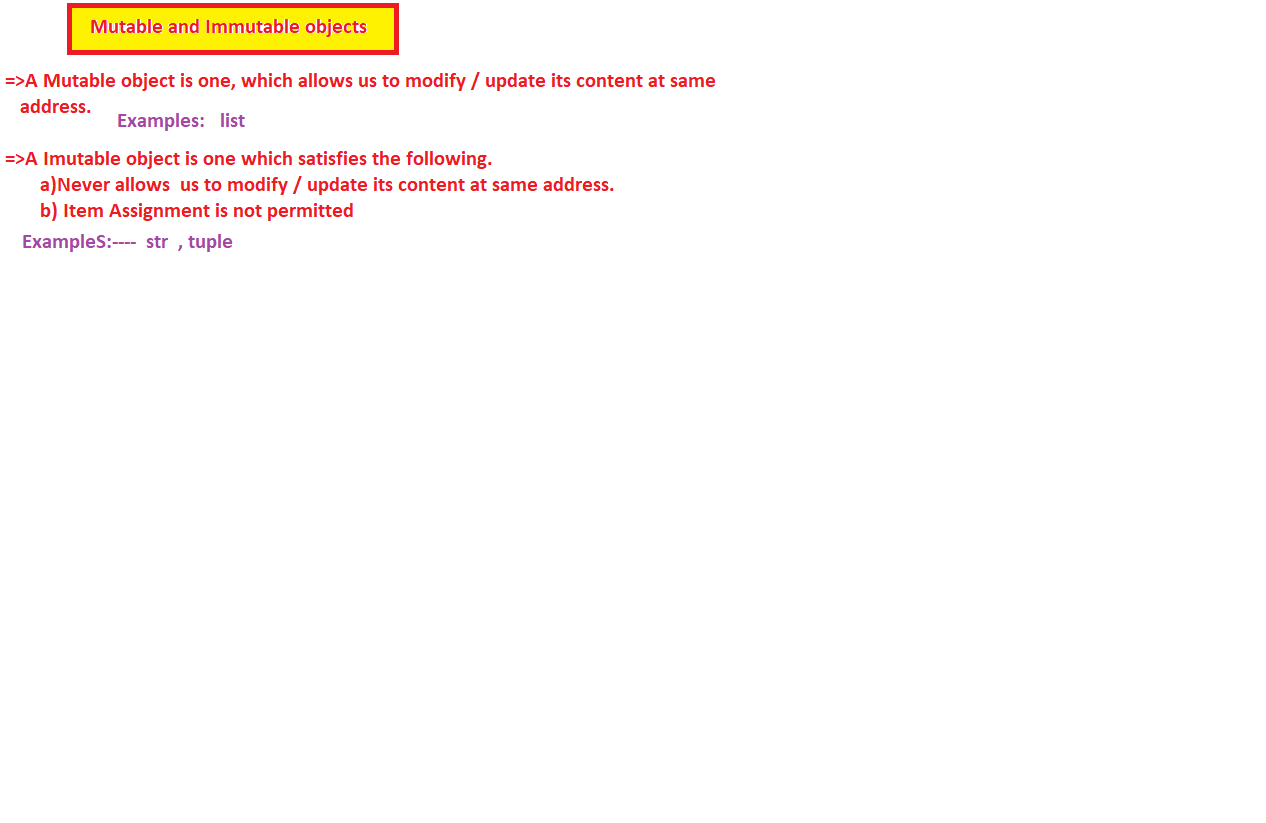 Mutable and Immutable objects
=>A Mutable object is one, which allows us to modify / update its content at same
address.
Examples: list
=>A Imutable object is one which satisfies the following.
a)Never allows us to modify / update its content at same address.
b) Item Assignment is not permitted
ExampleS:---- str , tuple